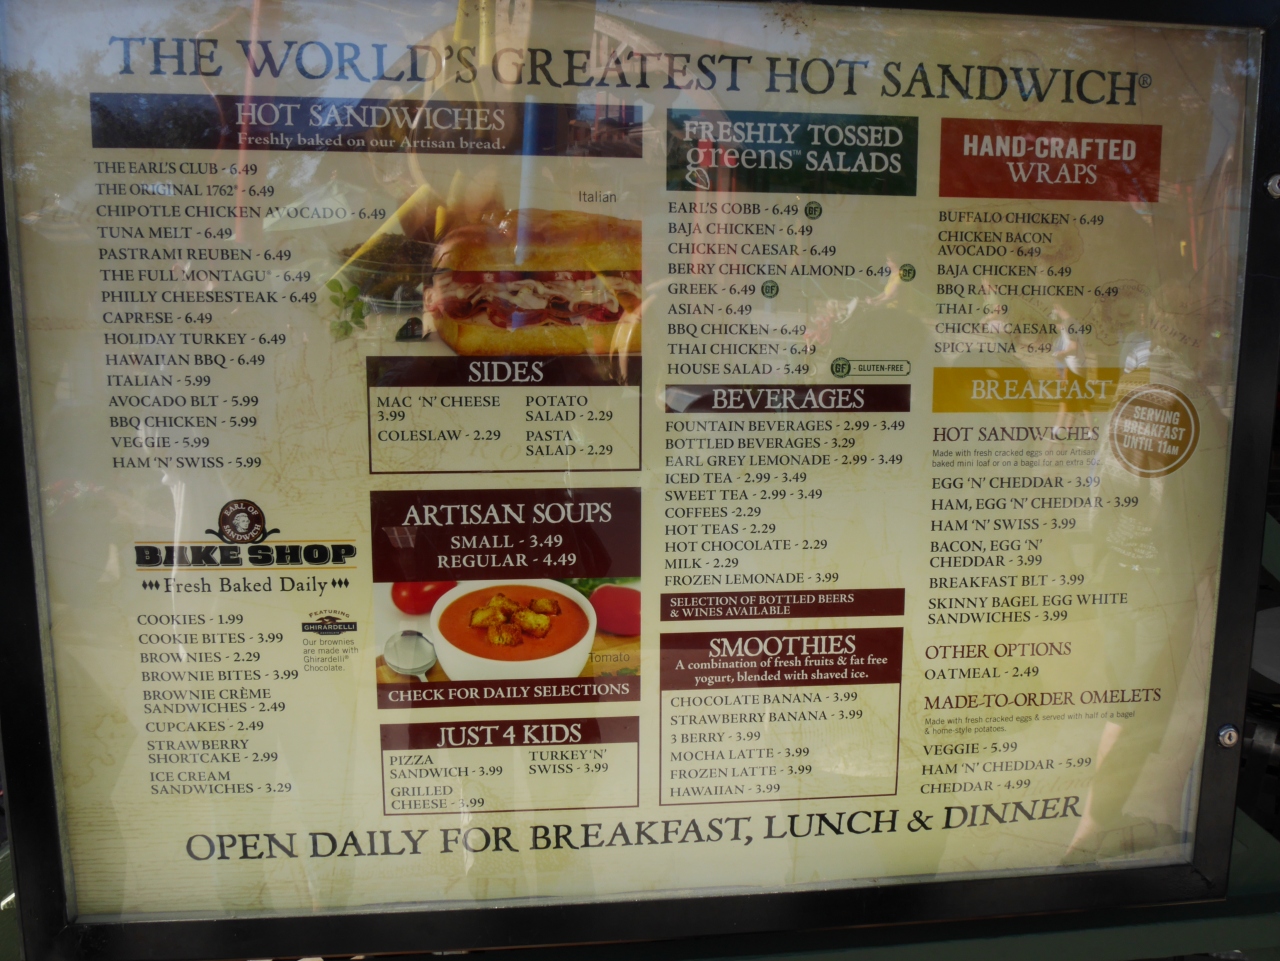 THE WORLD'S GREATEST HOT SANDWICH®
HOT SANDWICHES
Freshly baked on our Artisan bread.
THE EARL'S CLUB - 6.49
THE ORIGINAL 1762® - 6.49
CHIPOTLE CHICKEN AVOCADO - 6.49
TUNA MELT - 6.49
PASTRAMI REUBEN - 6.49
THE FULL MONTAGU® - 6.49
PHILLY CHEESESTEAK - 6.49
CAPRESE - 6.49
HOLIDAY TURKEY - 6.49
HAWAIIAN BBQ - 6.49
ITALIAN - 5.99
AVOCADO BLT - 5.99
BBQ CHICKEN - 5.99
VEGGIE - 5.99
HAM 'N' SWISS - 5.99
Italian
EARL OF
SANDWICH
BAKE SHOP
Fresh Baked Daily
COOKIES - 1.99
COOKIE BITES - 3.99
BROWNIES - 2.29
BROWNIE BITES - 3.99
BROWNIE CRÈME
SANDWICHES - 2.49
CUPCAKES - 2.49
STRAWBERRY
SHORTCAKE - 2.99
ICE CREAM
SANDWICHES - 3.29
FEATURING
GHIRARDELLI
Our brownies
are made with
Ghirardelli®
Chocolate.
SIDES
MAC 'N' CHEESE
3.99
COLESLAW - 2.29
POTATO
SALAD - 2.29
PASTA
SALAD - 2.29
ARTISAN SOUPS
SMALL - 3.49
REGULAR - 4.49
Tomato
CHECK FOR DAILY SELECTIONS
JUST 4 KIDS
PIZZA
SANDWICH - 3.99
GRILLED
CHEESE - 3.99
TURKEY 'N'
SWISS - 3.99
FRESHLY TOSSED
greens™ SALADS
EARL'S COBB - 6.49 GF
BAJA CHICKEN - 6.49
CHICKEN CAESAR - 6.49
BERRY CHICKEN ALMOND - 6.49 GF
GREEK - 6.49 GF
ASIAN - 6.49
BBQ CHICKEN - 6.49
THAI CHICKEN - 6.49
HOUSE SALAD - 5.49
GF - GLUTEN-FREE
BEVERAGES
FOUNTAIN BEVERAGES - 2.99 - 3.49
BOTTLED BEVERAGES - 3.29
EARL GREY LEMONADE - 2.99 - 3.49
ICED TEA - 2.99 - 3.49
SWEET TEA - 2.99 - 3.49
COFFEES -2.29
HOT TEAS - 2.29
HOT CHOCOLATE - 2.29
MILK - 2.29
FROZEN LEMONADE - 3.99
SELECTION OF BOTTLED BEERS
& WINES AVAILABLE
SMOOTHIES
A combination of fresh fruits & fat free
yogurt, blended with shaved ice.
CHOCOLATE BANANA - 3.99
STRAWBERRY BANANA - 3.99
3 BERRY - 3.99
MOCHA LATTE - 3.99
FROZEN LATTE - 3.99
HAWAIIAN - 3.99
HAND-CRAFTED
WRAPS
BUFFALO CHICKEN - 6.49
CHICKEN BACON
AVOCADO - 6.49
BAJA CHICKEN - 6.49
BBQ RANCH CHICKEN - 6.49
THAI - 6.49
CHICKEN CAESAR - 6.49
SPICY TUNA - 6.49
BREAKFAST
SERVING
BREAKFAST
UNTIL 11AM
HOT SANDWICHES
Made with fresh cracked eggs on our Artisan
baked mini loaf or on a bagel for an extra 50¢
EGG 'N' CHEDDAR - 3.99
HAM, EGG 'N' CHEDDAR - 3.99
HAM 'N' SWISS - 3.99
BACON, EGG 'N'
CHEDDAR - 3.99
BREAKFAST BLT - 3.99
SKINNY BAGEL EGG WHITE
SANDWICHES - 3.99
OTHER OPTIONS
OATMEAL - 2.49
MADE-TO-ORDER OMELETS
Made with fresh cracked eggs & served with half of a bagel
& home-style potatoes.
VEGGIE - 5.99
HAM 'N' CHEDDAR - 5.99
CHEDDAR - 4.99
OPEN DAILY FOR BREAKFAST, LUNCH & DINNER